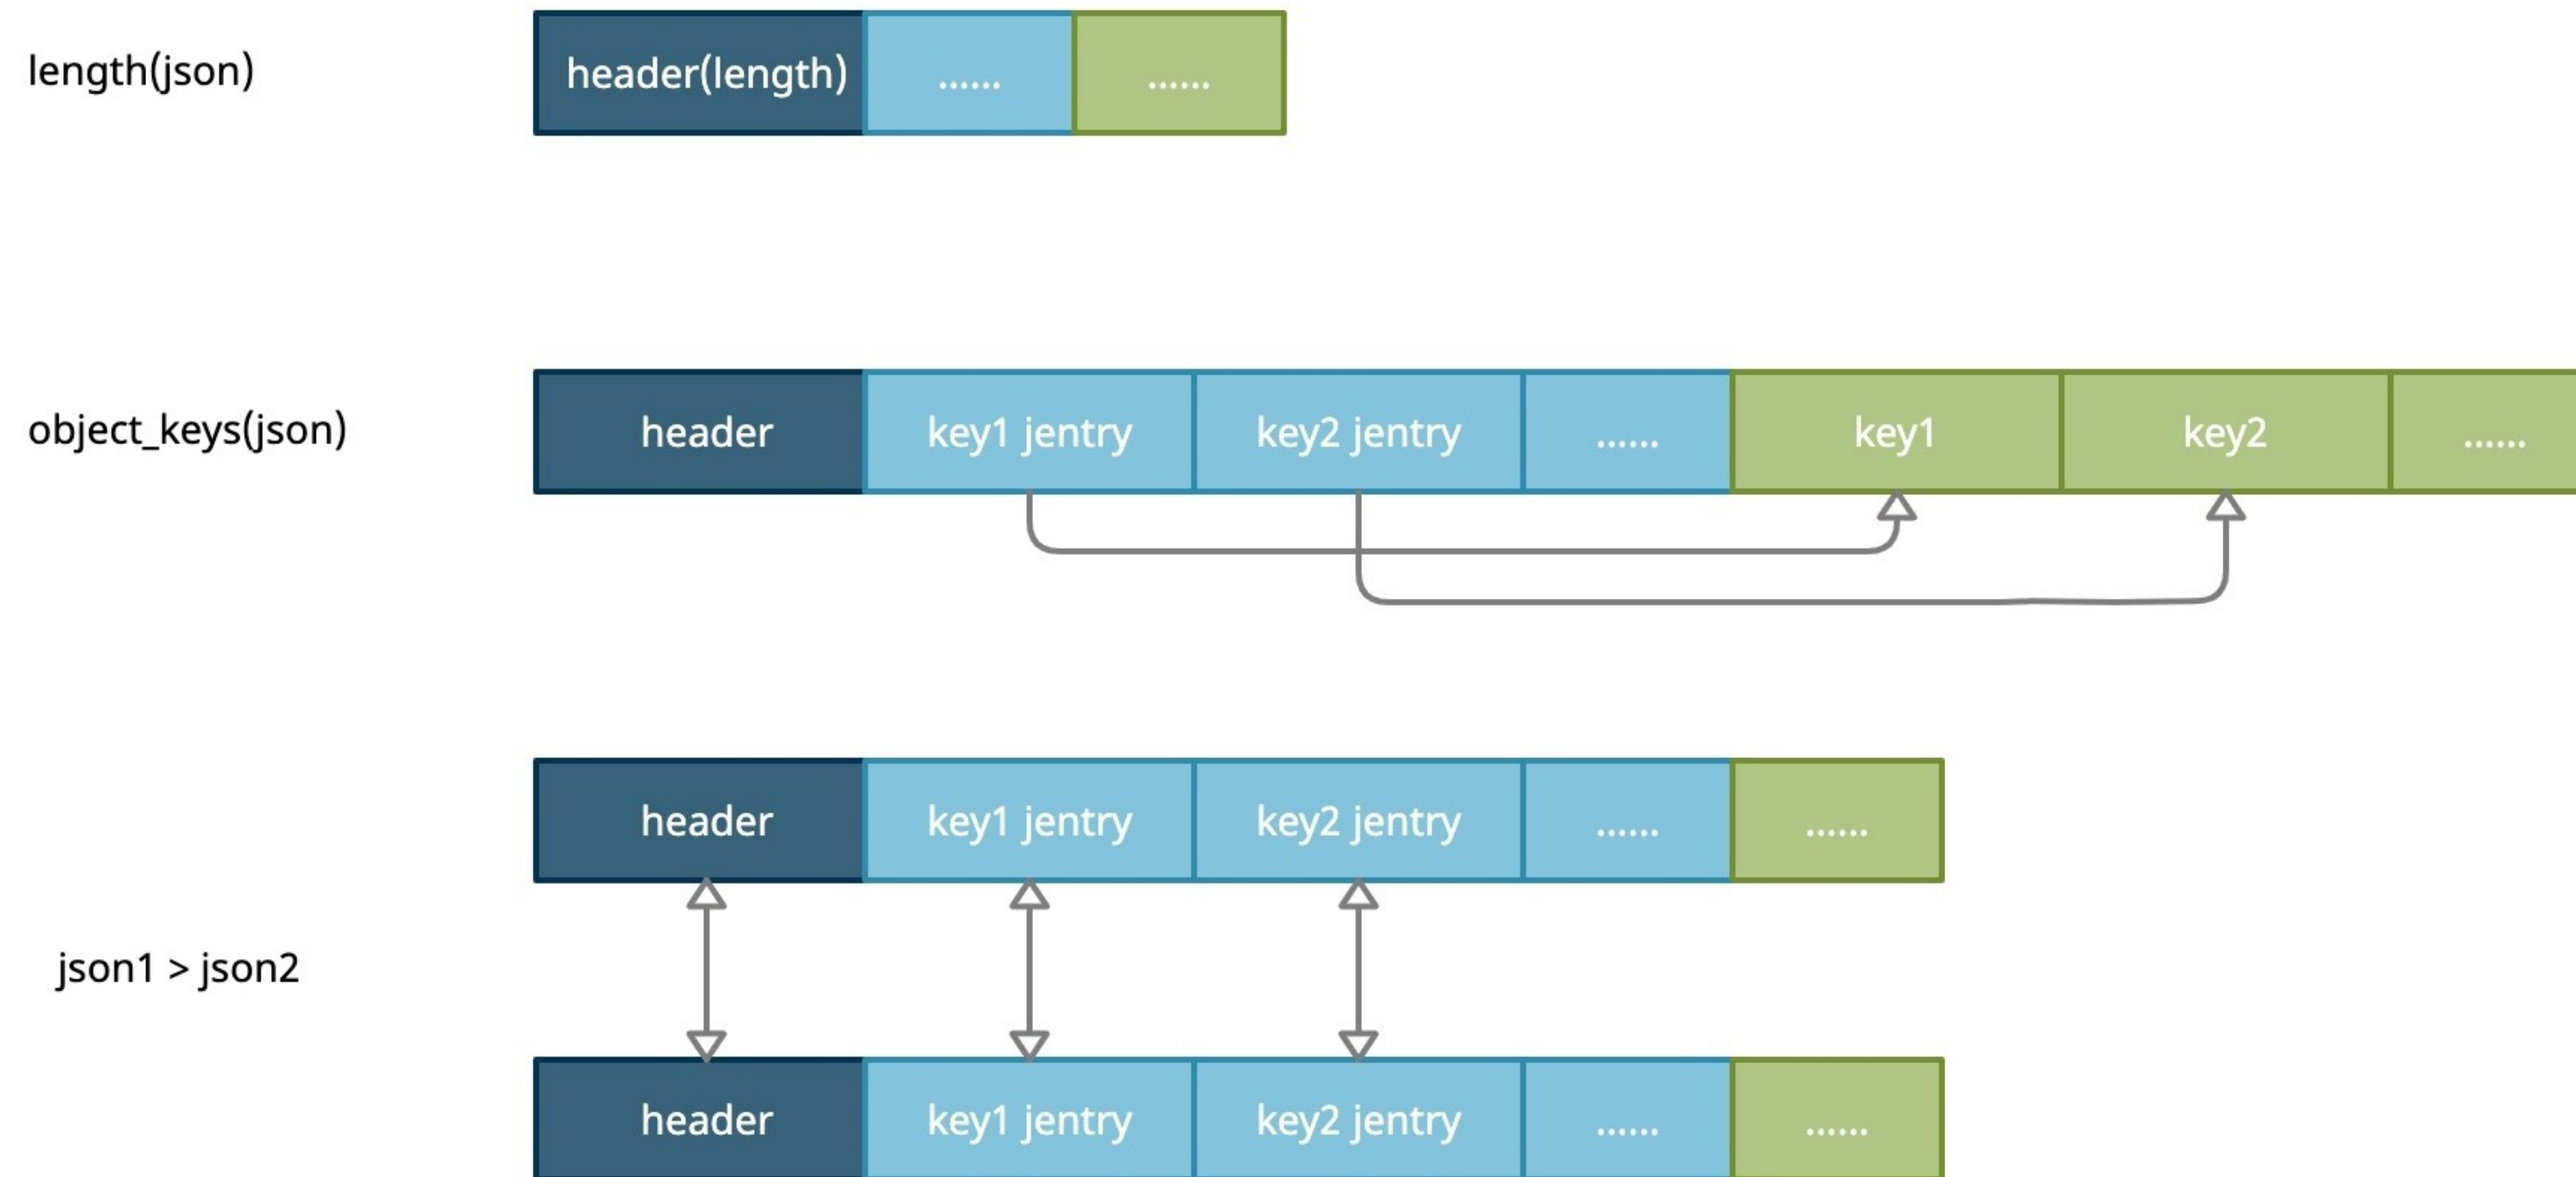 length(json)
header(length) ...... ......
object_keys(json)
header key1 jentry key2 jentry ...... key1 key2 ......
header key1 jentry key2 jentry ...... ......
json1 > json2
header key1 jentry key2 jentry ...... ......